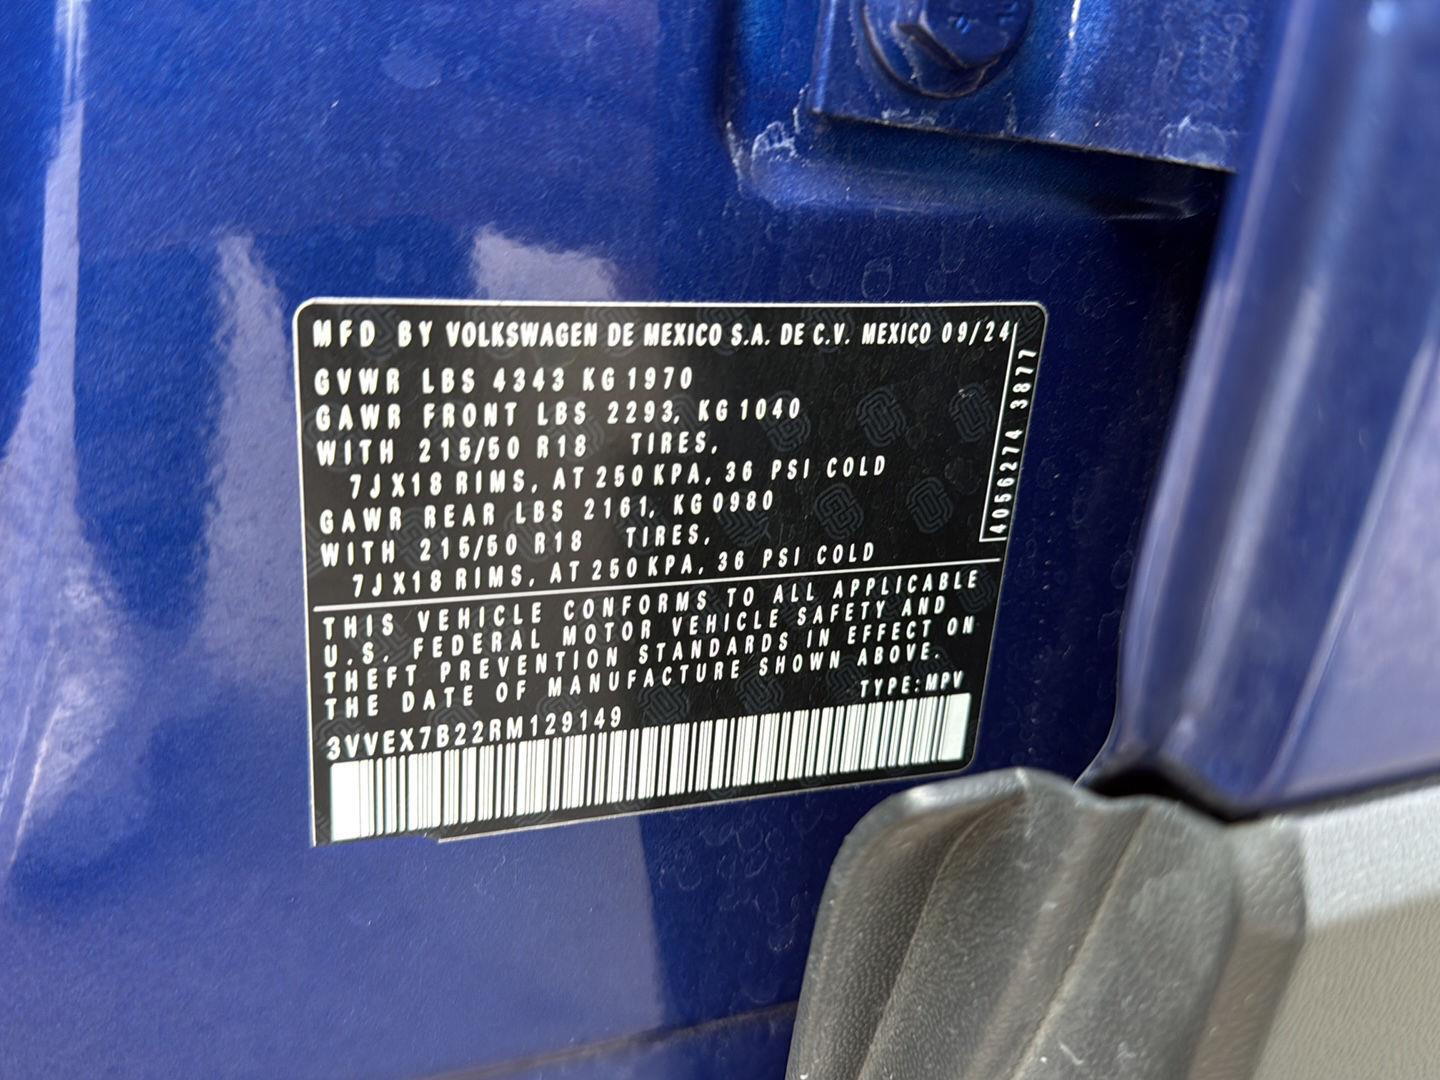 MFD BY VOLKSWAGEN DE MEXICO S.A. DE C.V. MEXICO 09/24
GVWR LBS 4343 KG 1970
GAWR FRONT LBS 2293, KG 1040
WITH 215/50 R18 TIRES,
7JX18 RIMS, AT 250 KPA, 36 PSI COLD
GAWR REAR LBS 2161, KG 0980
WITH 215/50 R18 TIRES,
7JX18 RIMS, AT 250 KPA, 36 PSI COLD
4056274 3877
THIS VEHICLE CONFORMS TO ALL APPLICABLE
U.S. FEDERAL MOTOR VEHICLE SAFETY AND
THEFT PREVENTION STANDARDS IN EFFECT ON
THE DATE OF MANUFACTURE SHOWN ABOVE.
TYPE: MPV
3VVEX7B22RM129149